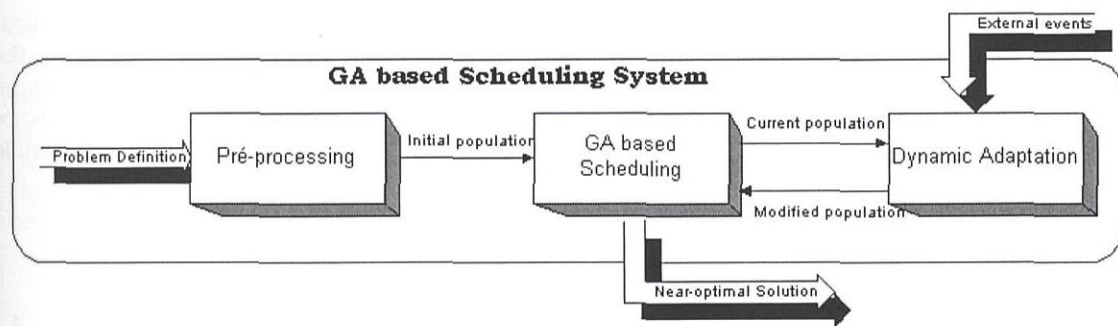 External events
GA based Scheduling System
Problem Definition
Pré-processing
Initial population
GA based
Scheduling
Current population
Modified population
Dynamic Adaptation
Near-optimal Solution